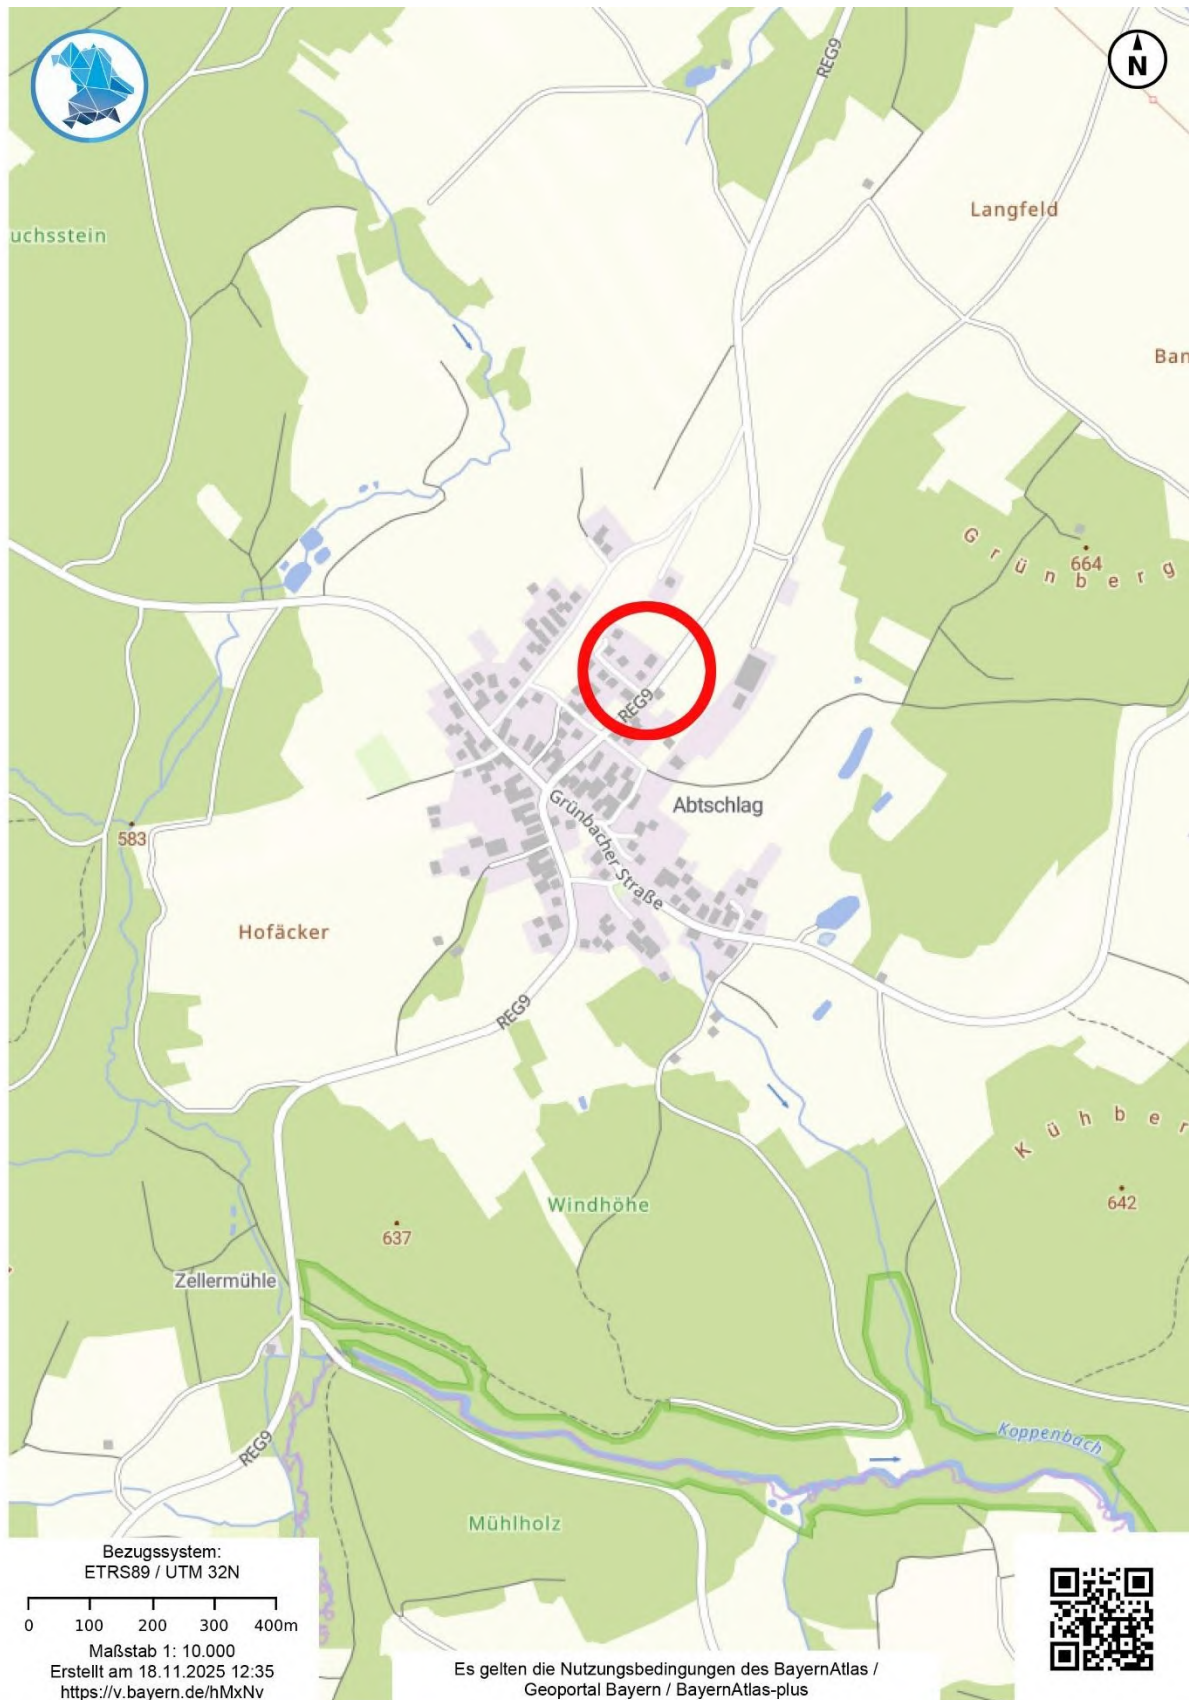 N
REG9
Langfeld
uchsstein
Ban
Grünberg
664
REG9
Abtschlag
Grünbacher Straße
583
Hofäcker
REG9
Kühber
642
Windhöhe
637
Zellermühle
REG9
Koppenbach
Mühlholz
Bezugssystem:
ETRS89 / UTM 32N
0 100 200 300 400m
Maßstab 1: 10.000
Erstellt am 18.11.2025 12:35
https://v.bayern.de/hMxNv
Es gelten die Nutzungsbedingungen des BayernAtlas /
Geoportal Bayern / BayernAtlas-plus